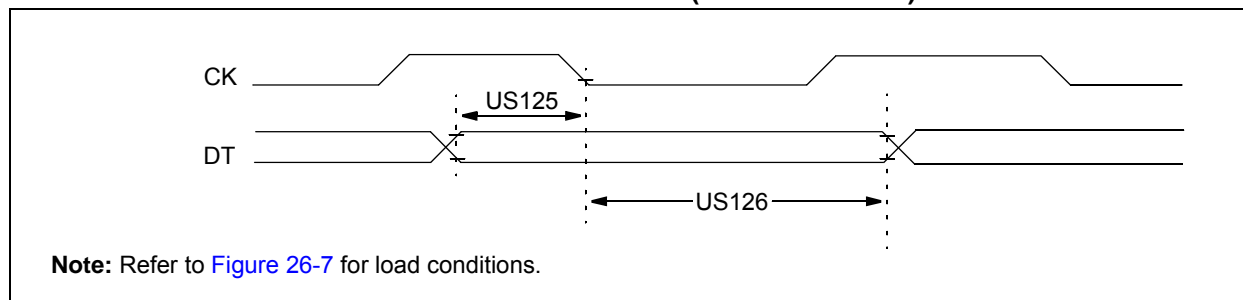 CK
US125
DT
US126
Note: Refer to Figure 26-7 for load conditions.